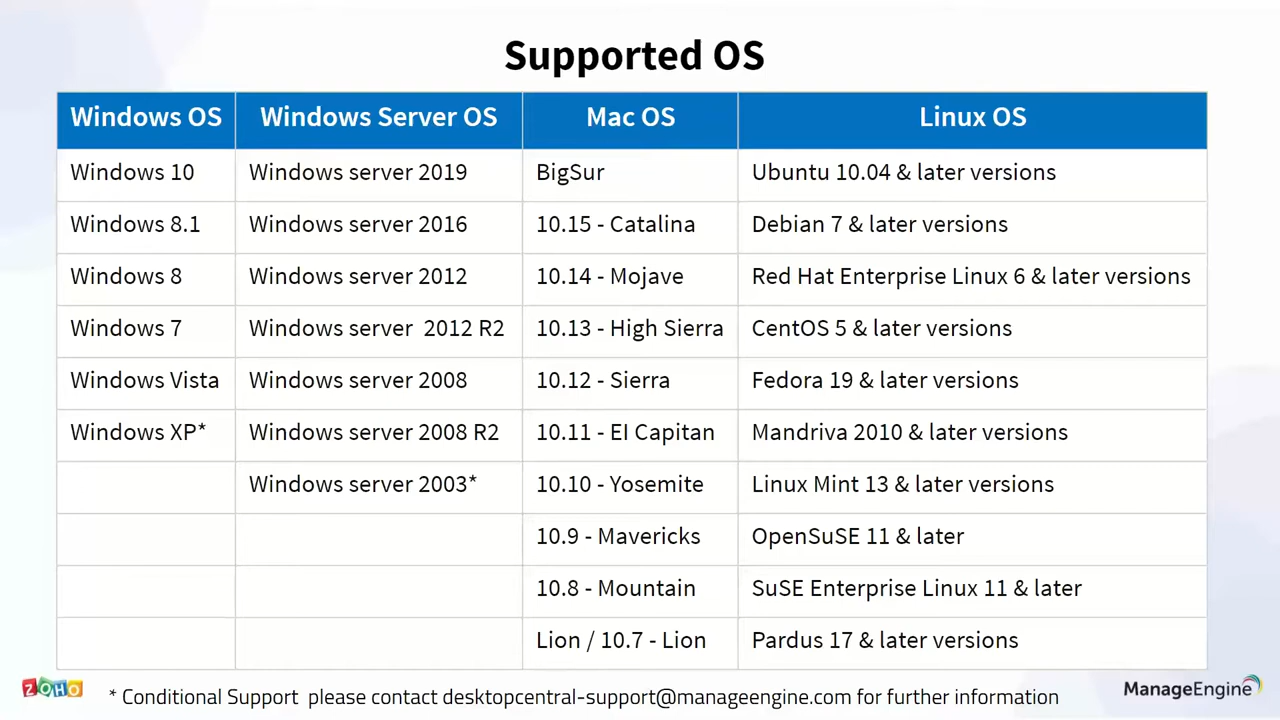 Supported OS
Windows OS Windows Server OS Mac OS Linux OS
Windows 10 Windows server 2019 BigSur Ubuntu 10.04 & later versions
Windows 8.1 Windows server 2016 10.15 - Catalina Debian 7 & later versions
Windows 8 Windows server 2012 10.14 - Mojave Red Hat Enterprise Linux 6 & later versions
Windows 7 Windows server 2012 R2 10.13 - High Sierra CentOS 5 & later versions
Windows Vista Windows server 2008 10.12 - Sierra Fedora 19 & later versions
Windows XP* Windows server 2008 R2 10.11 - EI Capitan Mandriva 2010 & later versions
Windows server 2003* 10.10 - Yosemite Linux Mint 13 & later versions
10.9 - Mavericks OpenSuSE 11 & later
10.8 - Mountain SuSE Enterprise Linux 11 & later
Lion / 10.7 - Lion Pardus 17 & later versions
ZOHO * Conditional Support please contact desktopcentral-support@manageengine.com for further information ManageEngine